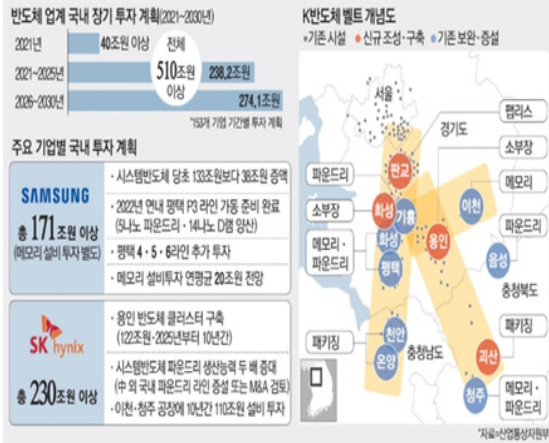 반도체 업계 국내 장기 투자 계획(2021~2030년)
2021년
40조원 이상
2021~2025년
238.2조원
2026~2030년
274.1조원
전체
510조원
이상
*153개 기업 기간별 투자 계획
주요 기업별 국내 투자 계획
SAMSUNG
총 171조원 이상
(메모리 설비 투자 별도)
· 시스템반도체 당초 133조원보다 38조원 증액
· 2022년 연내 평택 P3 라인 가동 준비 완료
(5나노 파운드리·14나노 D램 양산)
· 평택 4·5·6라인 추가 투자
· 메모리 설비투자 연평균 20조원 전망
SK hynix
총 230조원 이상
· 용인 반도체 클러스터 구축
(122조원·2025년부터 10년간)
· 시스템반도체 파운드리 생산능력 두 배 증대
(中 외 국내 파운드리 라인 증설 또는 M&A 검토)
· 이천·청주 공장에 10년간 110조원 설비 투자
K반도체 벨트 개념도
*기존 시설
신규 조성·구축
기존 보완·증설
서울
팹리스
경기도
판교
소부장
파운드리
메모리
소부장
화성
기흥
이천
메모리·
파운드리
화성
용인
파운드리
평택
음성
충청북도
패키징
천안
충청남도
패키징
온양
괴산
청주
메모리·
파운드리
*자료=산업통상자원부